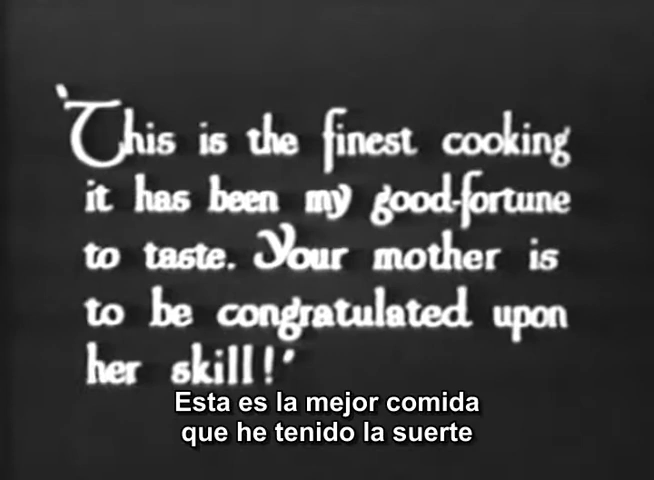 'This is the finest cooking
it has been my good-fortune
to taste. Your mother is
to be congratulated upon
her skill!'
Esta es la mejor comida
que he tenido la suerte